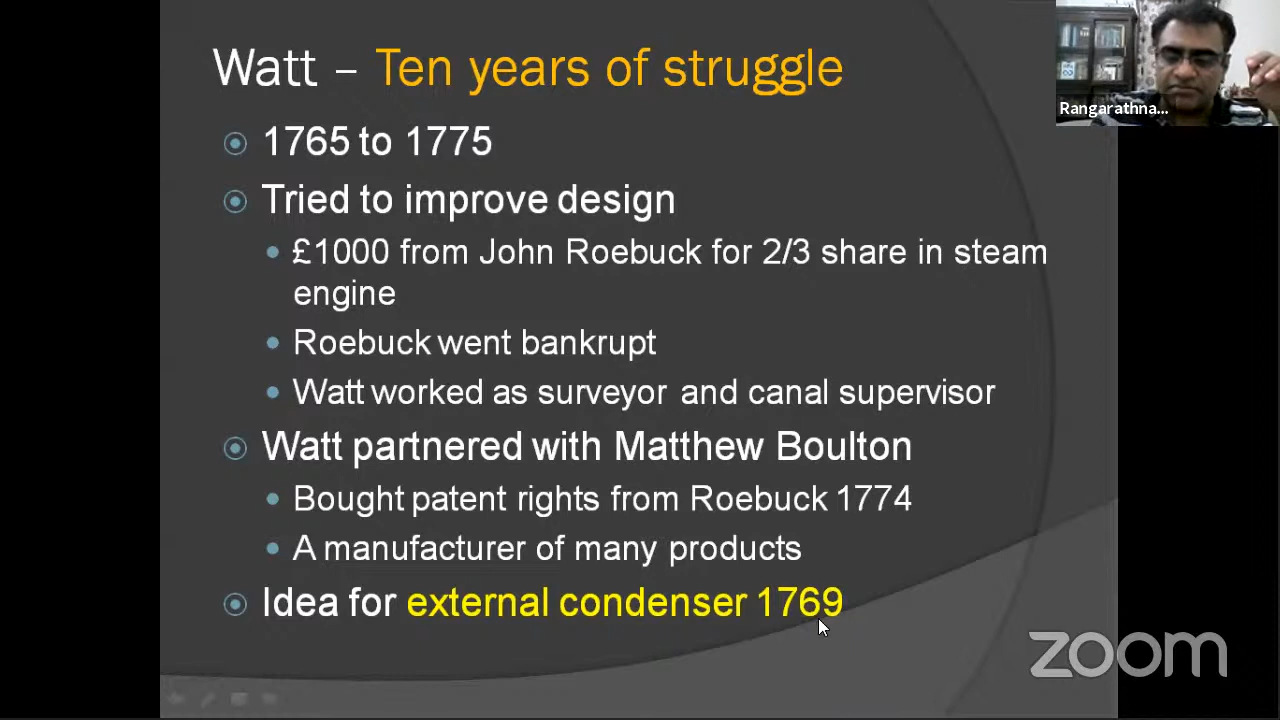 Watt – Ten years of struggle
Rangarathna...
1765 to 1775
Tried to improve design
£1000 from John Roebuck for 2/3 share in steam
engine
Roebuck went bankrupt
Watt worked as surveyor and canal supervisor
Watt partnered with Matthew Boulton
Bought patent rights from Roebuck 1774
A manufacturer of many products
Idea for external condenser 1769
zoom